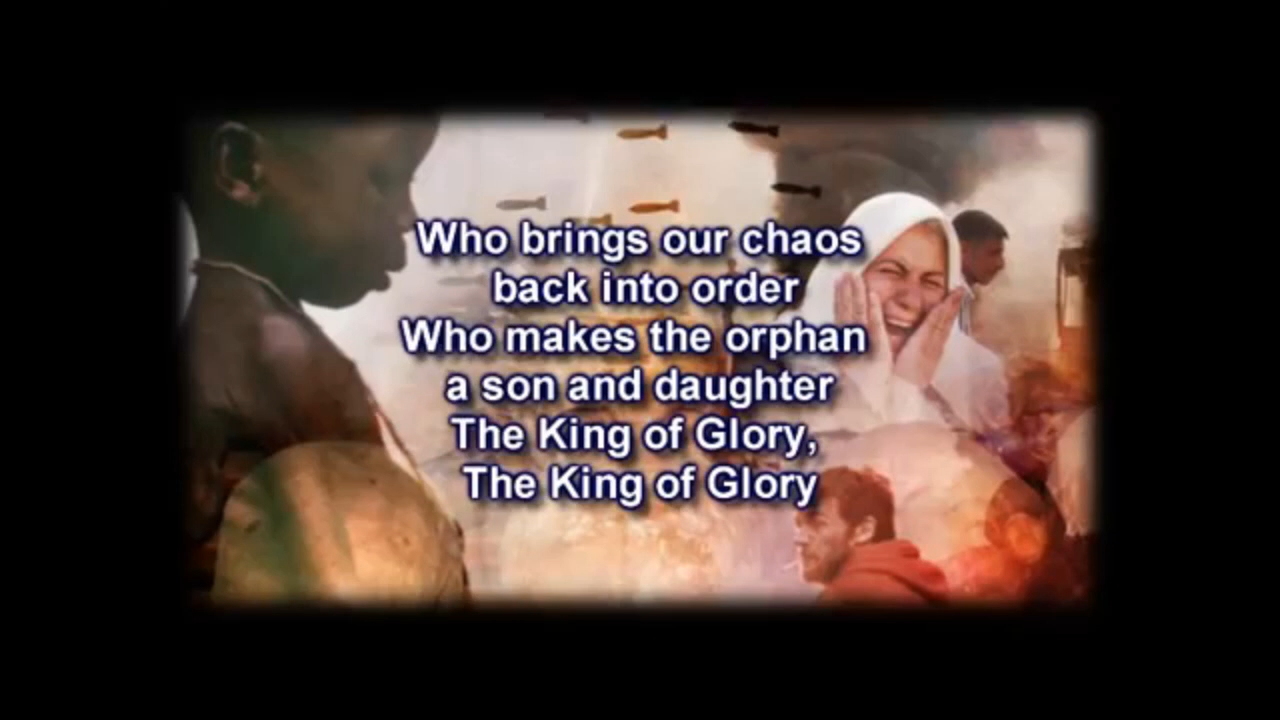 Who brings our chaos
back into order
Who makes the orphan
a son and daughter
The King of Glory,
The King of Glory